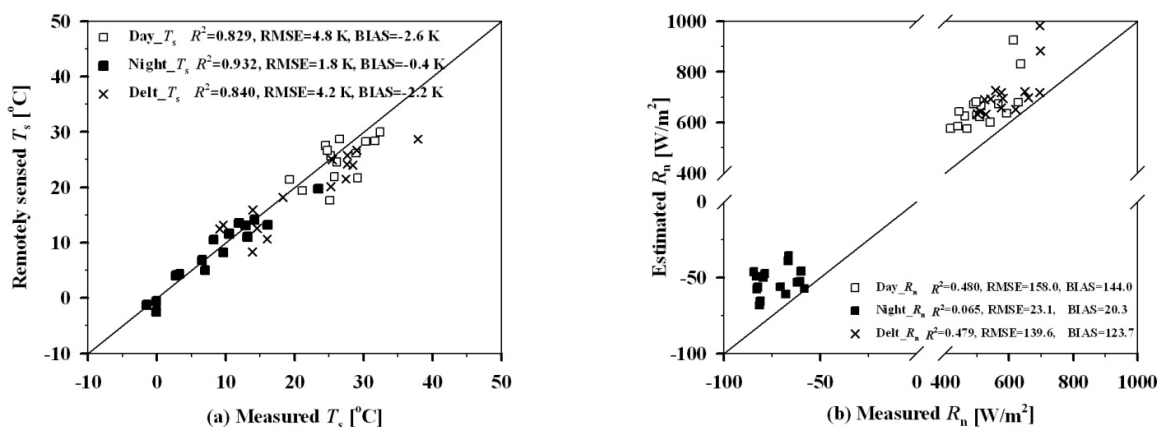 50
40
30
20
10
0
-10
Remotely sensed Ts [°C]
Day_Ts R²=0.829, RMSE=4.8 K, BIAS=-2.6 K
Night_Ts R²=0.932, RMSE=1.8 K, BIAS=-0.4 K
Delt_Ts R²=0.840, RMSE=4.2 K, BIAS=-2.2 K
-10 0 10 20 30 40 50
(a) Measured Ts [°C]
1000
800
600
400
0
-50
-100
Estimated Rn [W/m²]
Day_Rn R²=0.480, RMSE=158.0, BIAS=144.0
Night_Rn R²=0.065, RMSE=23.1, BIAS=20.3
Delt_Rn R²=0.479, RMSE=139.6, BIAS=123.7
-100 -50 0 400 600 800 1000
(b) Measured Rn [W/m²]